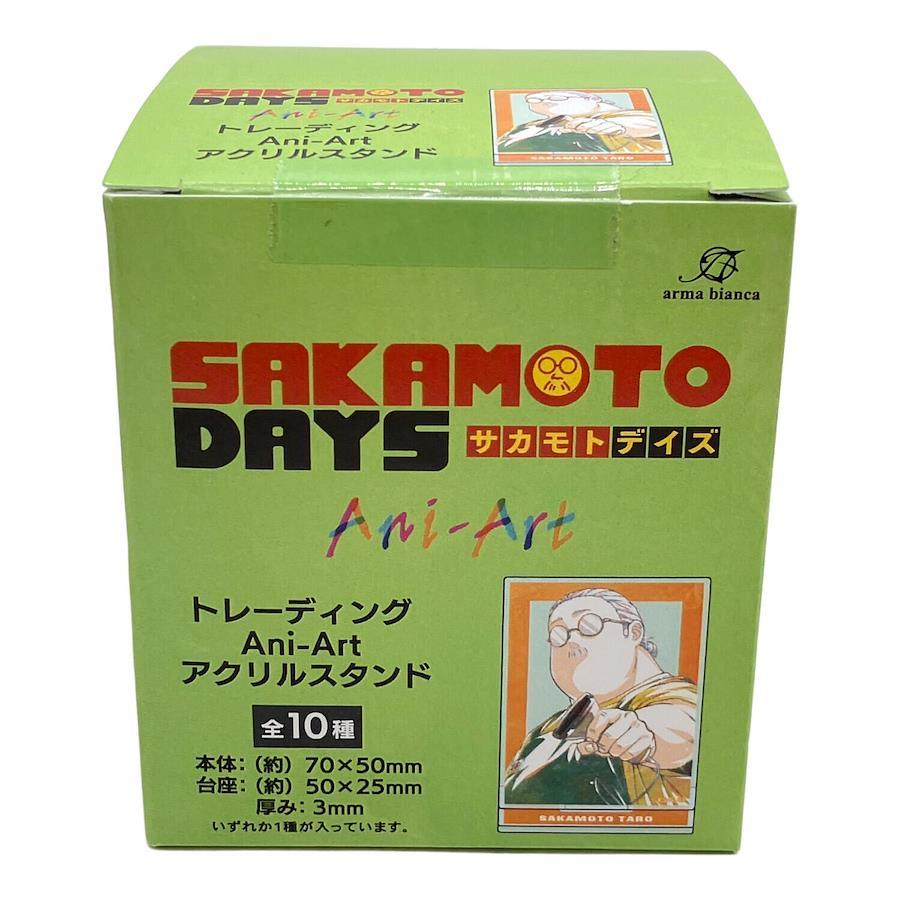 SAKAMOTO
DAYS サカモトデイズ
Ani-Art
トレーディング
Ani-Art
アクリルスタンド
SAKAMOTO TARO
arma bianca
SAKAMOTO
DAYS サカモトデイズ
Ani-Art
トレーディング
Ani-Art
アクリルスタンド
全10種
本体:(約) 70×50mm
台座:(約) 50×25mm
厚み:3mm
いずれか1種が入っています。
SAKAMOTO TARO